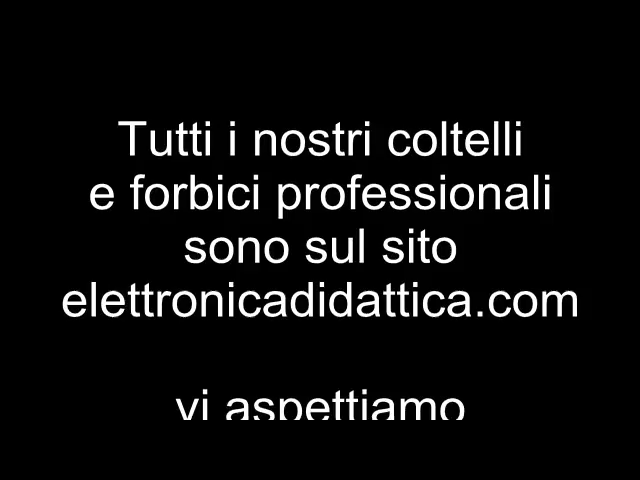 Tutti i nostri coltelli
e forbici professionali
sono sul sito
elettronicadidattica.com
vi aspettiamo